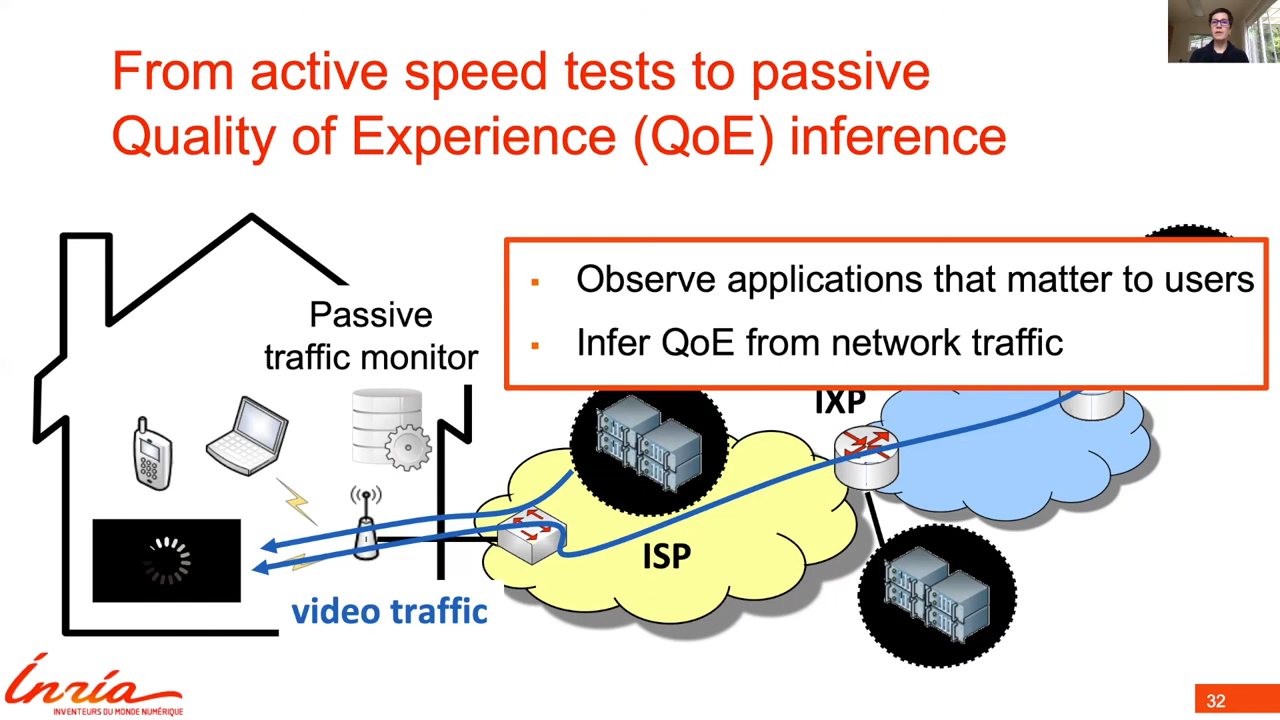 From active speed tests to passive
Quality of Experience (QoE) inference
▪ Observe applications that matter to users
▪ Infer QoE from network traffic
Passive
traffic monitor
IXP
ISP
video traffic
Inria
INVENTEURS DU MONDE NUMÉRIQUE
32